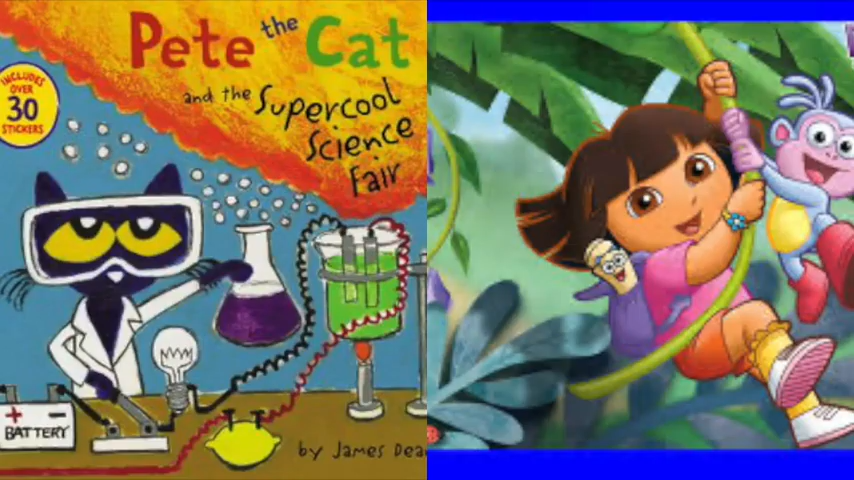 Pete the Cat
and the Supercool
Science
Fair
INCLUDES
OVER
30
STICKERS
+ -
BATTERY
by James Dea